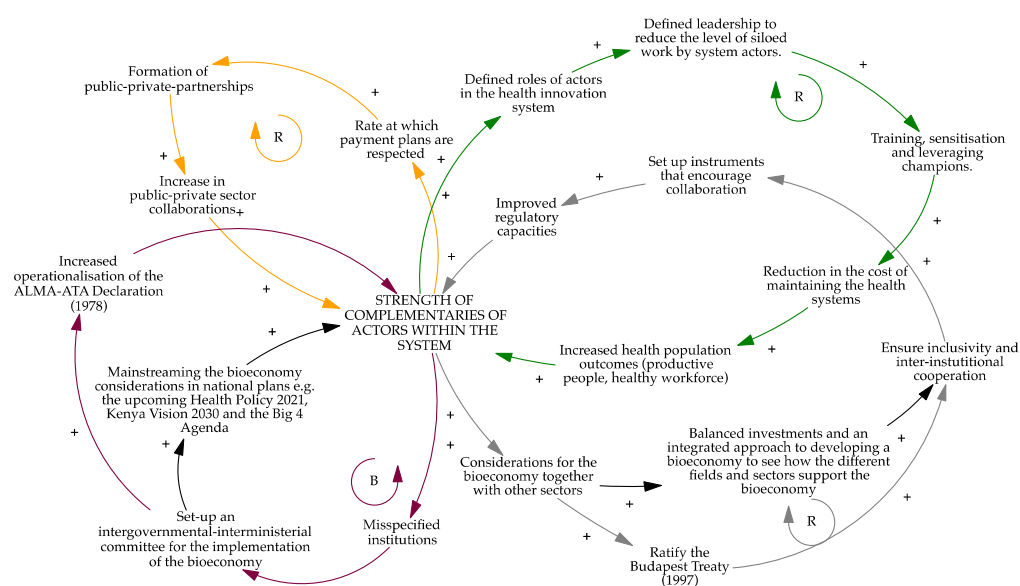 Defined leadership to
reduce the level of siloed
work by system actors.
+
+
Formation of
public-private-partnerships
Defined roles of actors
in the health innovation
system
+
R
R
Rate at which
payment plans are
respected
Training, sensitisation
and leveraging
champions.
+
+
Set up instruments
that encourage
collaboration
+
Increase in
public-private sector
collaborations
+
+
Improved
regulatory
capacities
+
+
+
Increased
operationalisation of the
ALMA-ATA Declaration
(1978)
+
Reduction in the cost of
maintaining the health
systems
STRENGTH OF
COMPLEMENTARIES OF
ACTORS WITHIN THE
SYSTEM
+
Increased health population
outcomes (productive
people, healthy workforce)
+
+
Ensure inclusivity and
inter-instutitional
cooperation
Mainstreaming the bioeconomy
considerations in national plans e.g.
the upcoming Health Policy 2021,
Kenya Vision 2030 and the Big 4
Agenda
+
+
+
+
Balanced investments and an
integrated approach to developing a
bioeconomy to see how the different
fields and sectors support the
bioeconomy
+
Considerations for the
bioeconomy together
with other sectors
+
+
B
R
Set-up an
intergovernmental-interministerial
committee for the implementation
of the bioeconomy
Misspecified
institutions
+
+
Ratify the
Budapest Treaty
(1997)